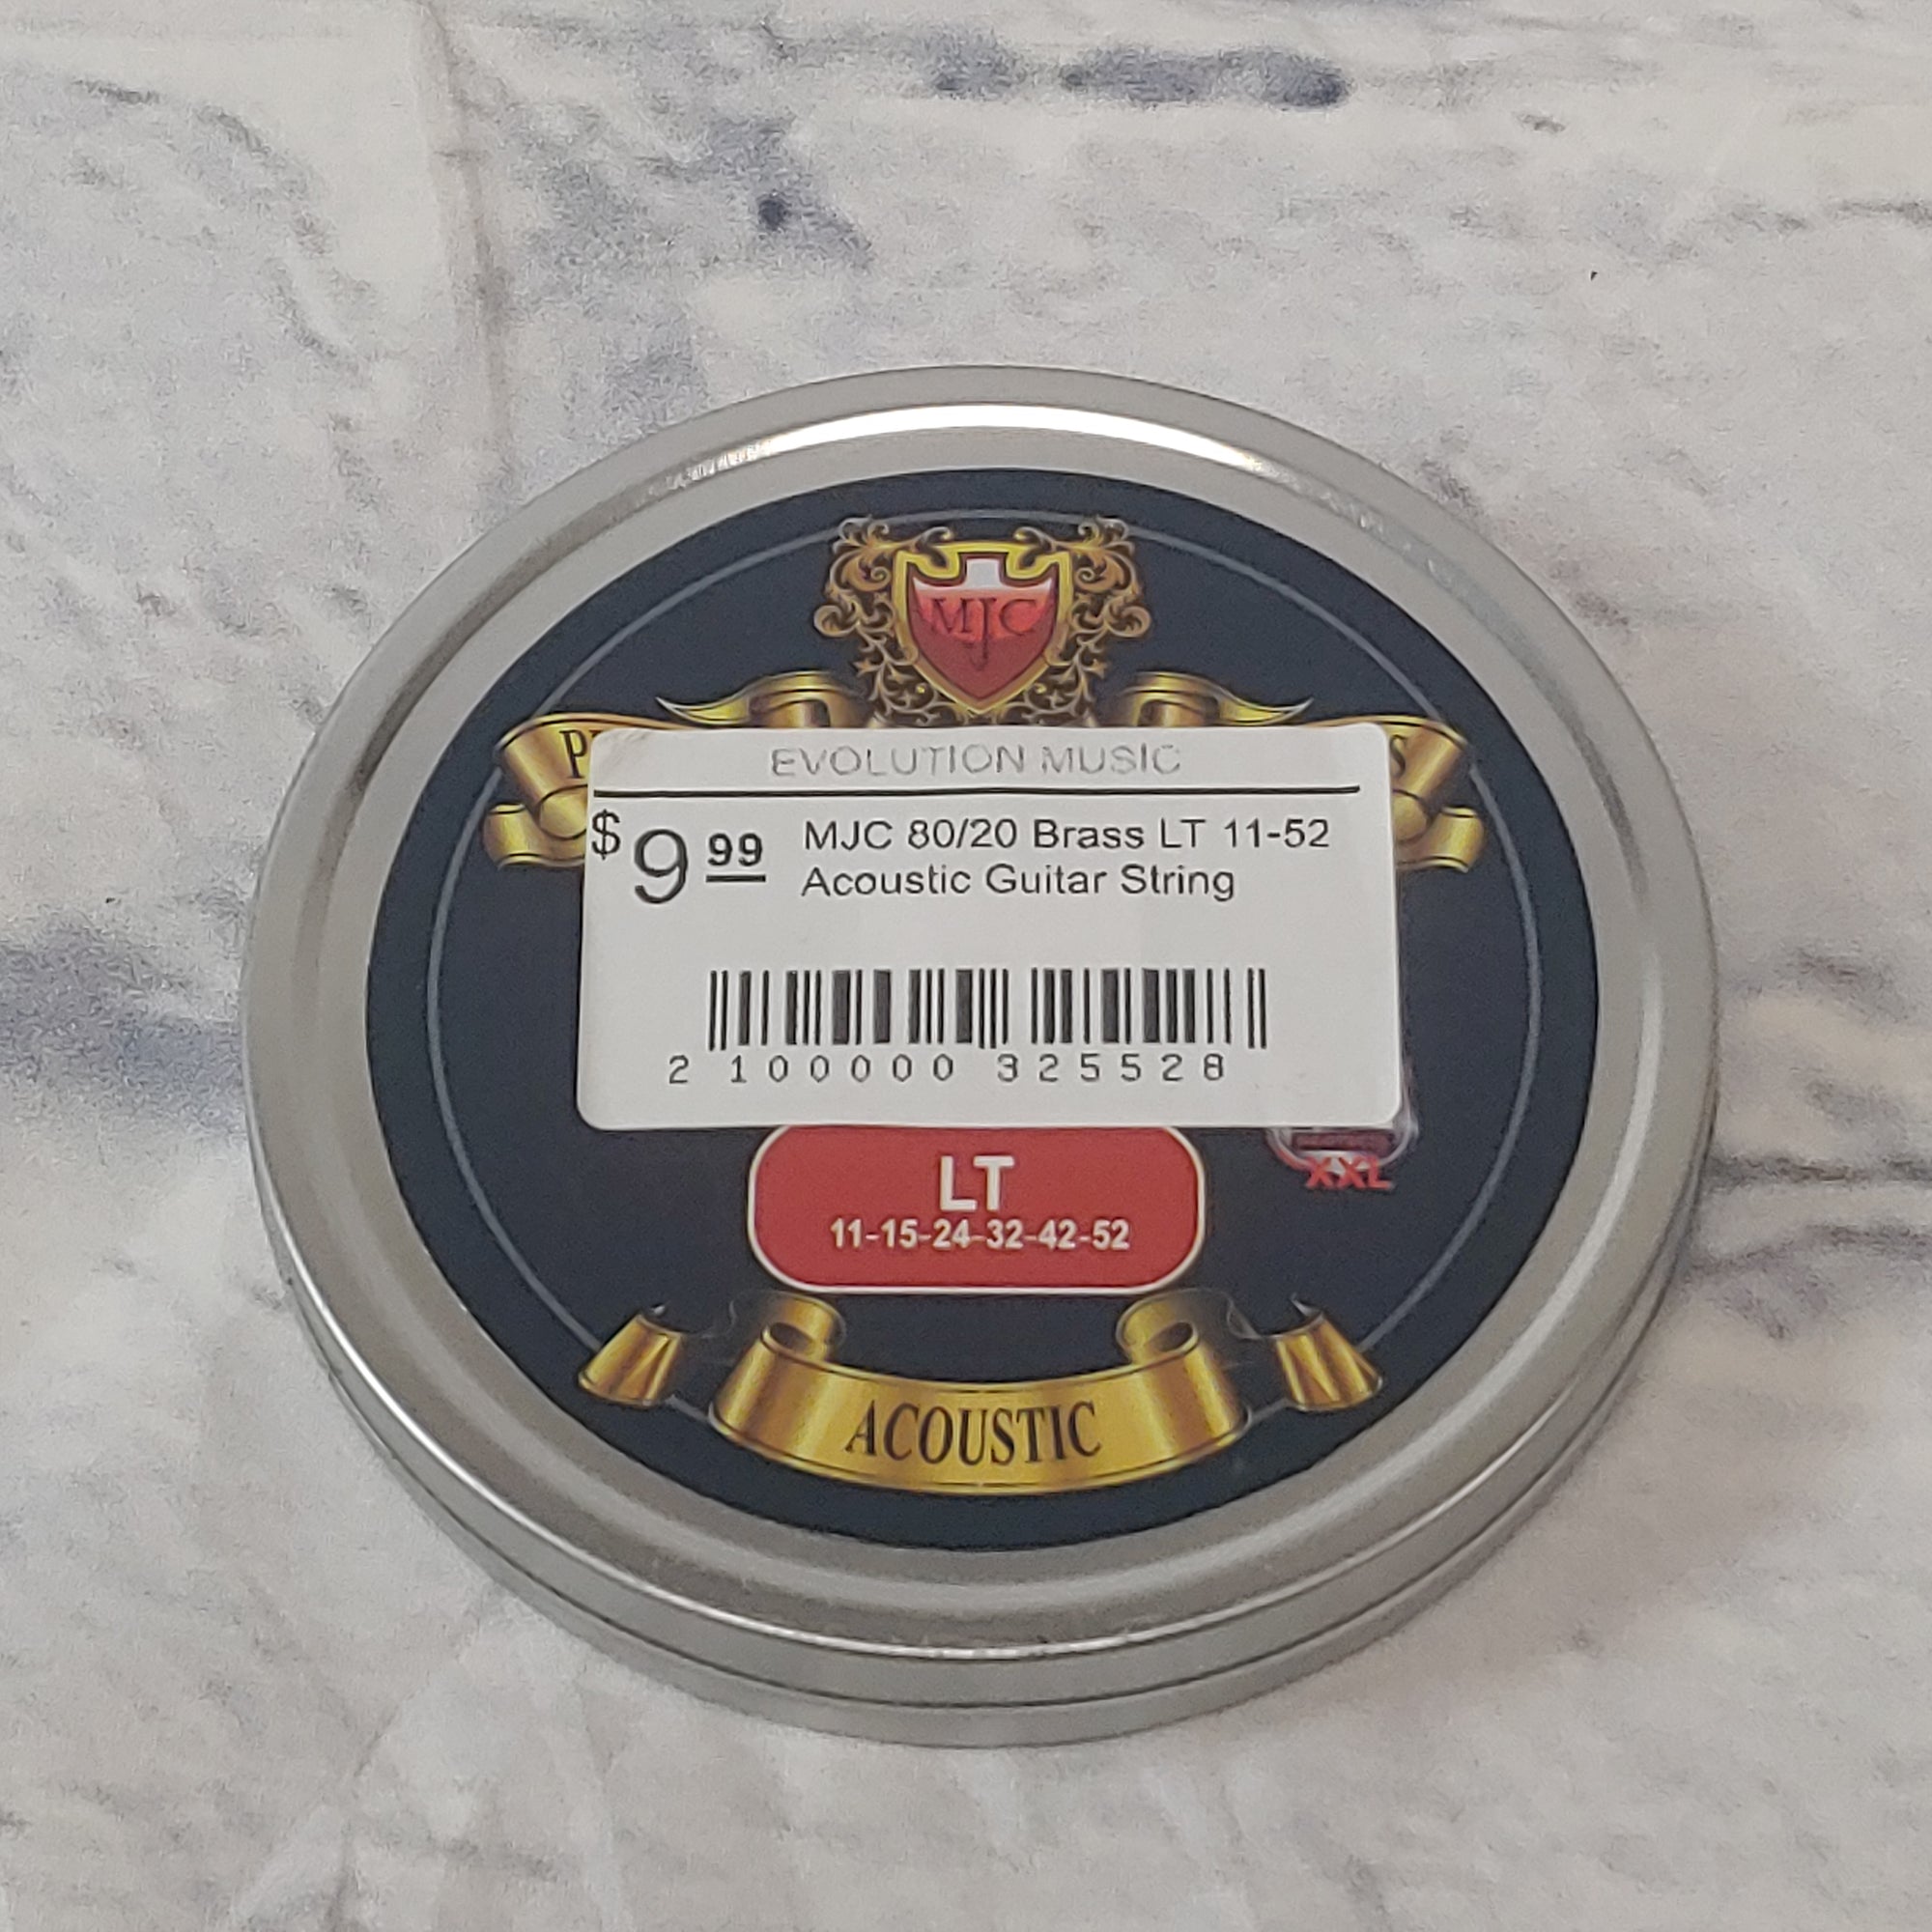 MJC
EVOLUTION MUSIC
$9.99 MJC 80/20 Brass LT 11-52
Acoustic Guitar String
2 100000 325528
XXL
LT
11-15-24-32-42-52
ACOUSTIC